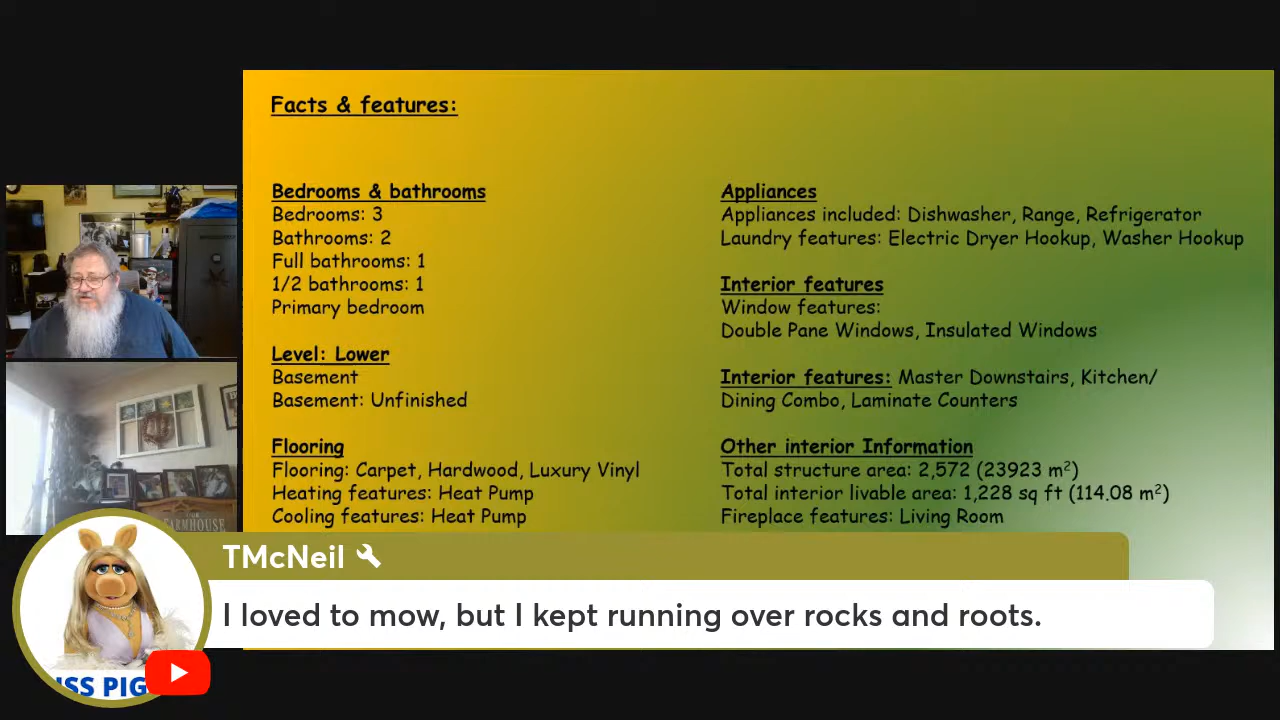 Facts & features:
Bedrooms & bathrooms
Bedrooms: 3
Bathrooms: 2
Full bathrooms: 1
1/2 bathrooms: 1
Primary bedroom
Level: Lower
Basement
Basement: Unfinished
Flooring
Flooring: Carpet, Hardwood, Luxury Vinyl
Heating features: Heat Pump
Cooling features: Heat Pump
Appliances
Appliances included: Dishwasher, Range, Refrigerator
Laundry features: Electric Dryer Hookup, Washer Hookup
Interior features
Window features:
Double Pane Windows, Insulated Windows
Interior features: Master Downstairs, Kitchen/
Dining Combo, Laminate Counters
Other interior Information
Total structure area: 2,572 (23923 m²)
Total interior livable area: 1,228 sq ft (114.08 m²)
Fireplace features: Living Room
FARMHOUSE
TMcNeil
I loved to mow, but I kept running over rocks and roots.
ISS PIG